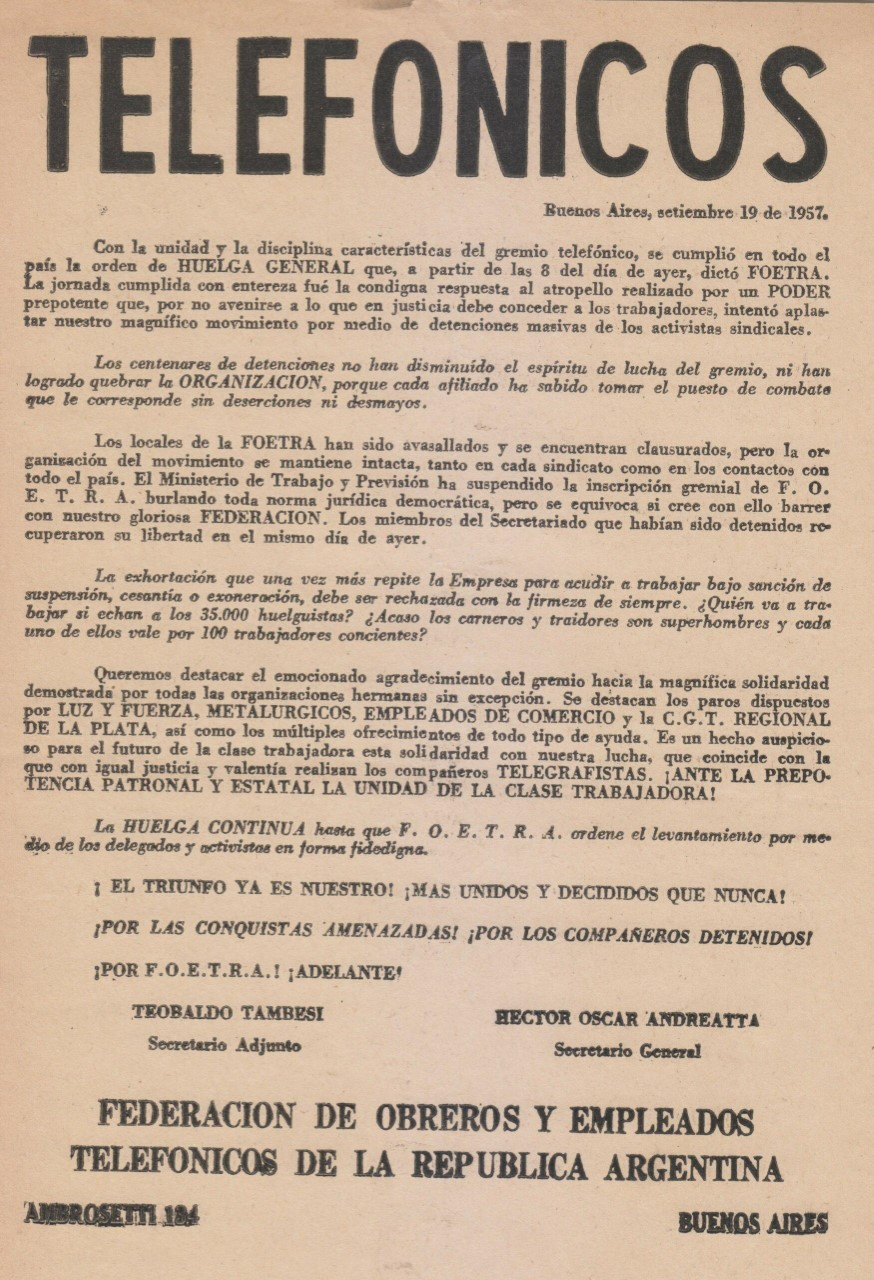 TELEFONICOS
Buenos Aires, setiembre 19 de 1957.
Con la unidad y la disciplina características del gremio telefónico, se cumplió en todo el
país la orden de HUELGA GENERAL que, a partir de las 8 del día de ayer, dictó FOETRA.
La jornada cumplida con entereza fué la condigna respuesta al atropello realizado por un PODER
prepotente que, por no avenirse a lo que en justicia debe conceder a los trabajadores, intentó aplas-
tar nuestro magnífico movimiento por medio de detenciones masivas de los activistas sindicales.
Los centenares de detenciones no han disminuído el espíritu de lucha del gremio, ni han
logrado quebrar la ORGANIZACION, porque cada afiliado ha sabido tomar el puesto de combate
que le corresponde sin deserciones ni desmayos.
Los locales de la FOETRA han sido avasallados y se encuentran clausurados, pero la or-
ganización del movimiento se mantiene intacta, tanto en cada sindicato como en los contactos con
todo el país. El Ministerio de Trabajo y Previsión ha suspendido la inscripción gremial de F. O.
E. T. R. A. burlando toda norma jurídica democrática, pero se equivoca si cree con ello barrer
con nuestro gloriosa FEDERACION. Los miembros del Secretariado que habían sido detenidos re-
cuperaron su libertad en el mismo día de ayer.
La exhortación que una vez más repite la Empresa para acudir a trabajar bajo sanción de
suspensión, cesantía o exoneración, debe ser rechazada con la firmeza de siempre. ¿Quién va a tra-
bajar si echan a los 35.000 huelguistas? ¿Acaso los carneros y traidores son superhombres y cada
uno de ellos vale por 100 trabajadores concientes?
Queremos destacar el emocionado agradecimiento del gremio hacia la magnífica solidaridad
demostrada por todas las organizaciones hermanas sin excepción. Se destacan los paros dispuestos
por LUZ Y FUERZA, METALURGICOS, EMPLEADOS DE COMERCIO y la C.G.T. REGIONAL
DE LA PLATA, así como los múltiples ofrecimientos de todo tipo de ayuda. Es un hecho auspicio-
so para el futuro de la clase trabajadora esta solidaridad con nuestra lucha, que coincide con la
que con igual justicia y valentía realizan los compañeros TELEGRAFISTAS. ¡ANTE LA PREPO-
TENCIA PATRONAL Y ESTATAL LA UNIDAD DE LA CLASE TRABAJADORA!
La HUELGA CONTINUA hasta que F. O. E. T. R. A. ordene el levantamiento por me-
dio de los delegados y activistas en forma fidedigna.
¡ EL TRIUNFO YA ES NUESTRO! ¡MAS UNIDOS Y DECIDIDOS QUE NUNCA!
¡POR LAS CONQUISTAS AMENAZADAS! ¡POR LOS COMPAÑEROS DETENIDOS!
¡POR F.O.E.T.R.A.! ¡ADELANTE!
TEOBALDO TAMBESI
Secretario Adjunto
HECTOR OSCAR ANDREATTA
Secretario General
FEDERACION DE OBREROS Y EMPLEADOS
TELEFONICOS DE LA REPUBLICA ARGENTINA
AMBROSETTI 184
BUENOS AIRES